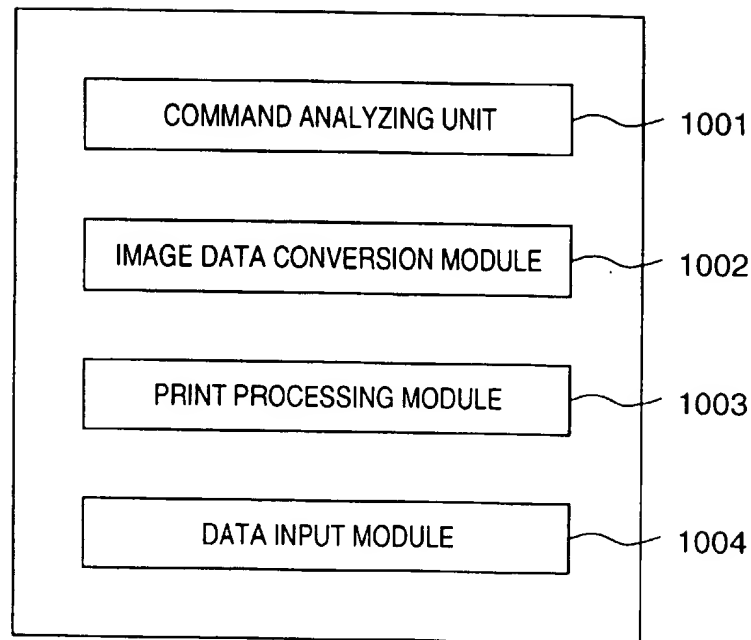 COMMAND ANALYZING UNIT 1001
IMAGE DATA CONVERSION MODULE 1002
PRINT PROCESSING MODULE 1003
DATA INPUT MODULE 1004